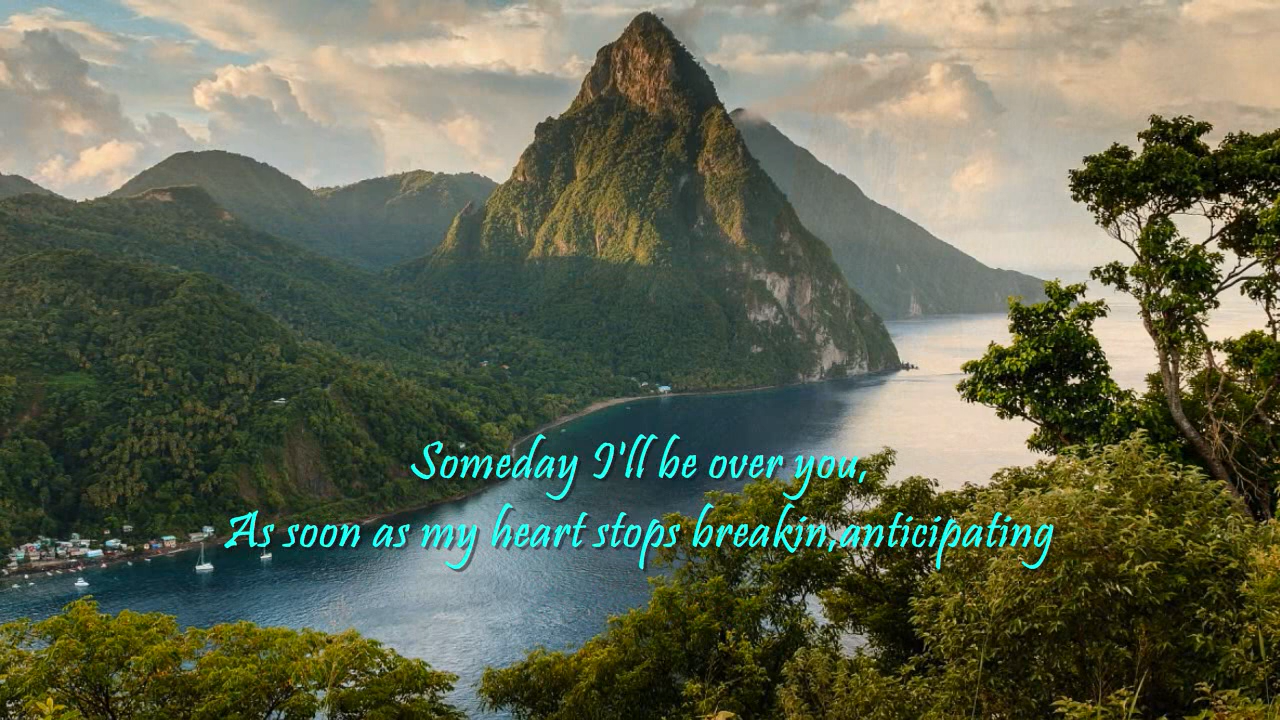 Someday I'll be over you,
As soon as my heart stops breakin,anticipating